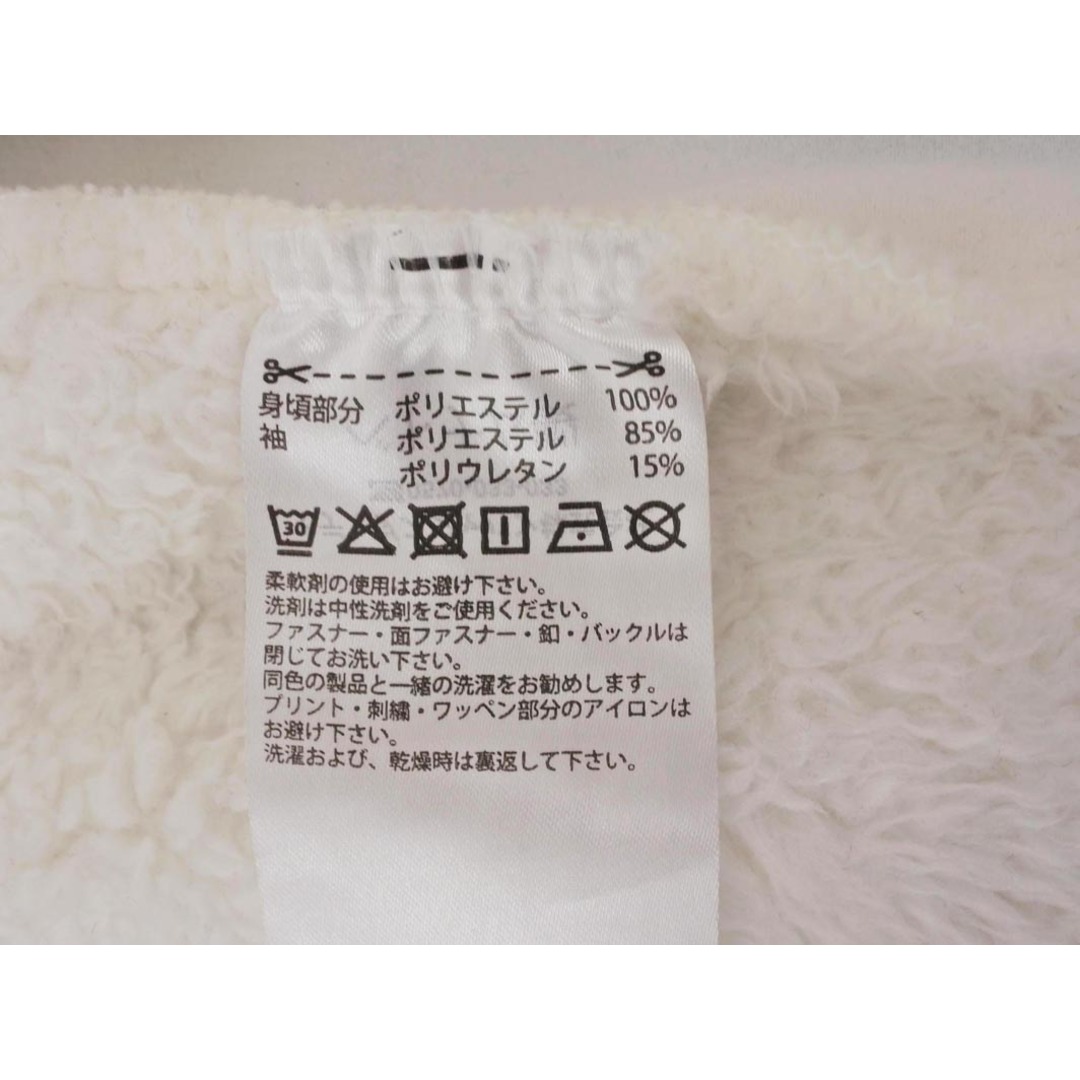 身頃部分 ポリエステル 100%
袖 ポリエステル 85%
ポリウレタン 15%
30
柔軟剤の使用はお避け下さい。
洗剤は中性洗剤をご使用ください。
ファスナー・面ファスナー・釦・バックルは
閉じてお洗い下さい。
同色の製品と一緒の洗濯をお勧めします。
プリント・刺繍・ワッペン部分のアイロンは
お避け下さい。
洗濯および、乾燥時は裏返して下さい。